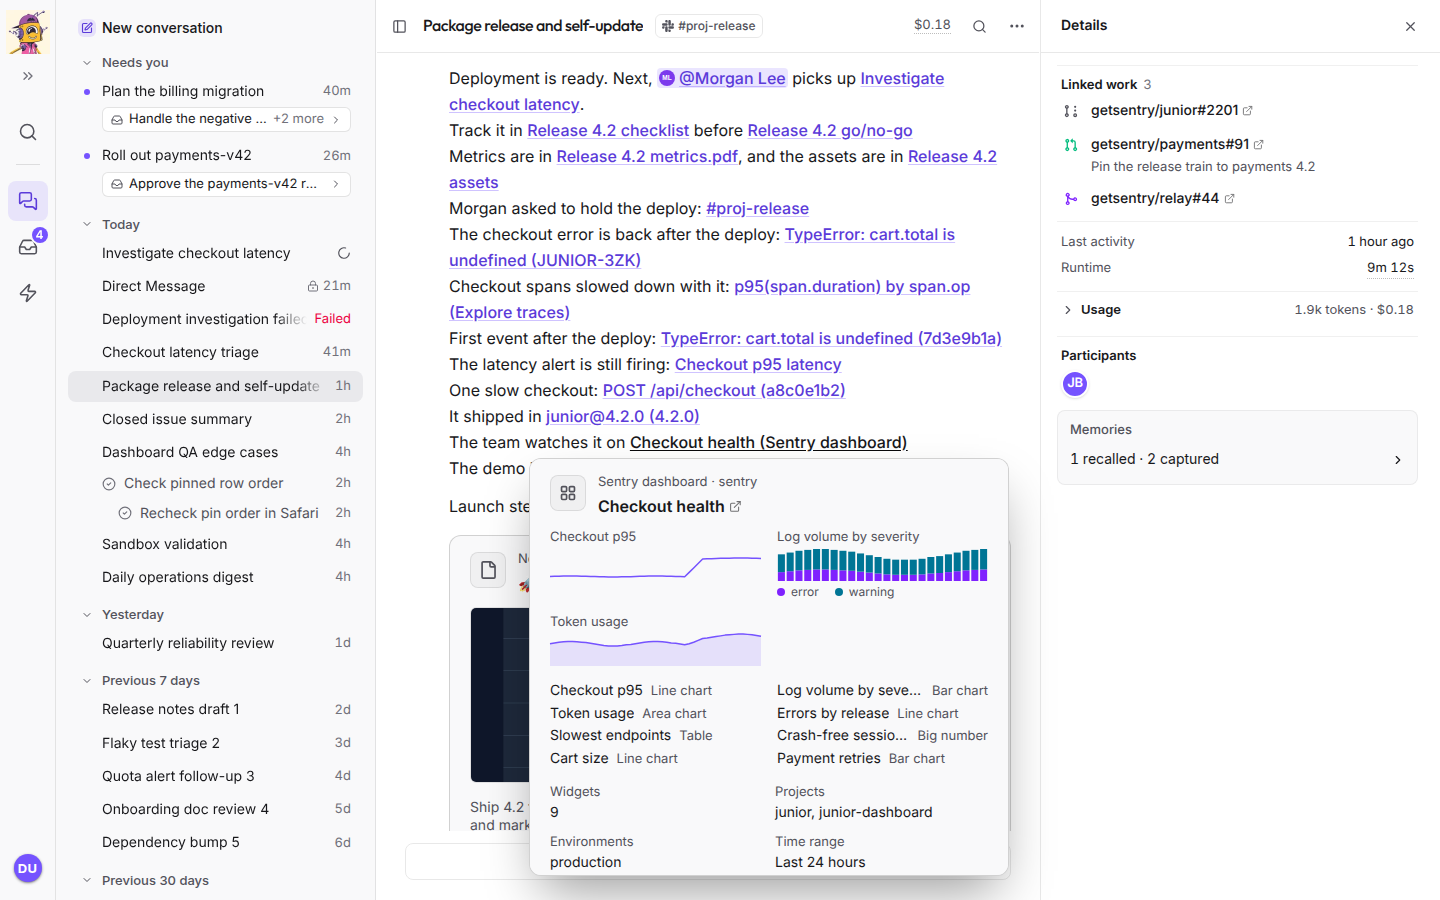 New conversation
Needs you
Plan the billing migration 40m
Handle the negative ... +2 more
Roll out payments-v42 26m
Approve the payments-v42 r...
Today
Investigate checkout latency
4
Direct Message 21m
Deployment investigation failed Failed
Checkout latency triage 41m
Package release and self-update 1h
Closed issue summary 2h
Dashboard QA edge cases 4h
Check pinned row order 2h
Recheck pin order in Safari 2h
Sandbox validation 4h
Daily operations digest 4h
Yesterday
Quarterly reliability review 1d
Previous 7 days
Release notes draft 1 2d
Flaky test triage 2 3d
Quota alert follow-up 3 4d
Onboarding doc review 4 5d
Dependency bump 5 6d
Previous 30 days
DU
Package release and self-update #proj-release $0.18
Deployment is ready. Next, ML @Morgan Lee picks up Investigate
checkout latency.
Track it in Release 4.2 checklist before Release 4.2 go/no-go
Metrics are in Release 4.2 metrics.pdf, and the assets are in Release 4.2
assets
Morgan asked to hold the deploy: #proj-release
The checkout error is back after the deploy: TypeError: cart.total is
undefined (JUNIOR-3ZK)
Checkout spans slowed down with it: p95(span.duration) by span.op
(Explore traces)
First event after the deploy: TypeError: cart.total is undefined (7d3e9b1a)
The latency alert is still firing: Checkout p95 latency
One slow checkout: POST /api/checkout (a8c0e1b2)
It shipped in junior@4.2.0 (4.2.0)
The team watches it on Checkout health (Sentry dashboard)
The demo
Launch ste
Ship 4.2
and mark
Sentry dashboard · sentry
Checkout health
Checkout p95
Log volume by severity
error warning
Token usage
Checkout p95 Line chart
Log volume by seve... Bar chart
Token usage Area chart
Errors by release Line chart
Slowest endpoints Table
Crash-free sessio... Big number
Cart size Line chart
Payment retries Bar chart
Widgets
9
Projects
junior, junior-dashboard
Environments
production
Time range
Last 24 hours
Details
Linked work 3
getsentry/junior#2201
getsentry/payments#91
Pin the release train to payments 4.2
getsentry/relay#44
Last activity 1 hour ago
Runtime 9m 12s
Usage 1.9k tokens · $0.18
Participants
JB
Memories
1 recalled · 2 captured